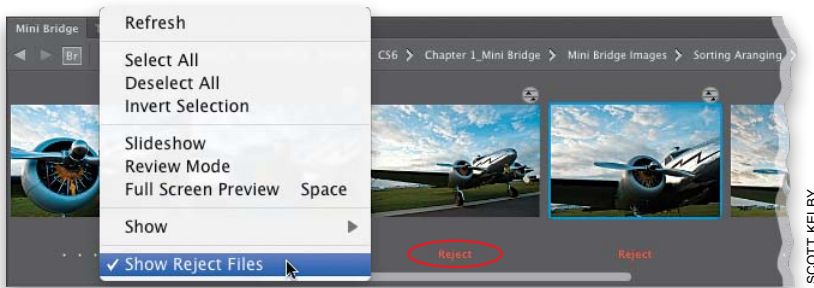 Mini Bridge
Br
CS6 > Chapter 1_Mini Bridge > Mini Bridge Images > Sorting Aranging >
Refresh
Select All
Deselect All
Invert Selection
Slideshow
Review Mode
Full Screen Preview Space
Show
✓ Show Reject Files
Reject
Reject
SCOTT KELBY